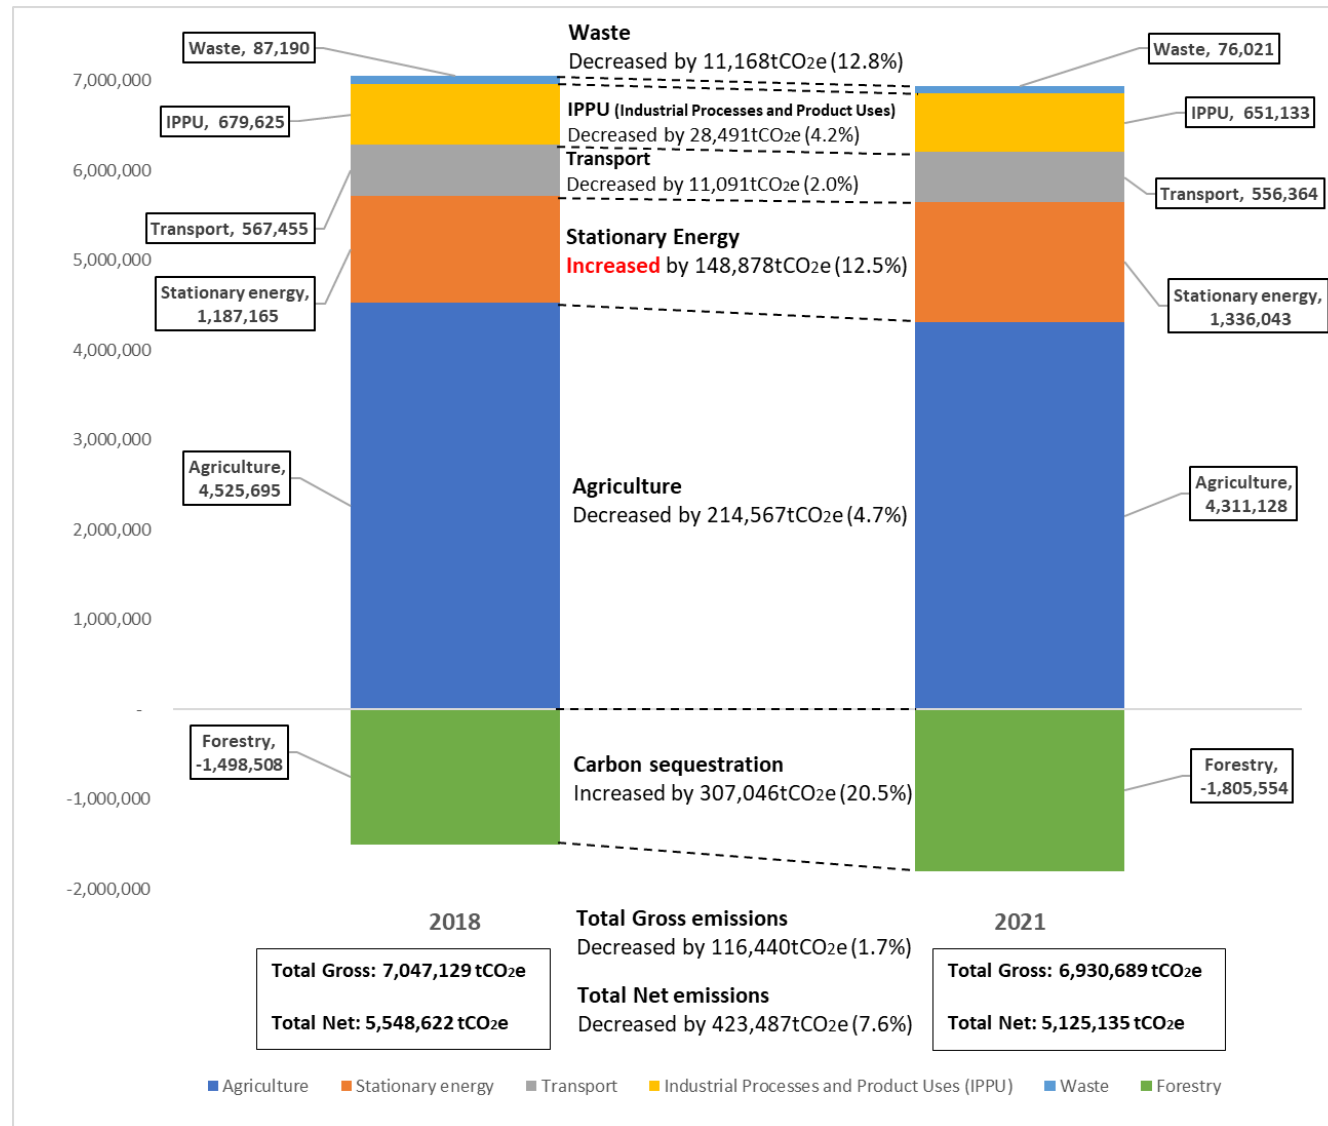 Waste
Decreased by 11,168tCO2e (12.8%)
Waste, 87,190
Waste, 76,021
7,000,000
IPPU (Industrial Processes and Product Uses)
Decreased by 28,491tCO2e (4.2%)
IPPU, 679,625
IPPU, 651,133
6,000,000
Transport
Decreased by 11,091tCO2e (2.0%)
Transport, 567,455
Transport, 556,364
5,000,000
Stationary Energy
Increased by 148,878tCO2e (12.5%)
Stationary energy,
1,187,165
Stationary energy,
1,336,043
4,000,000
3,000,000
Agriculture,
4,525,695
Agriculture
Decreased by 214,567tCO2e (4.7%)
Agriculture,
4,311,128
2,000,000
1,000,000
-
Forestry,
-1,498,508
Carbon sequestration
Increased by 307,046tCO2e (20.5%)
Forestry,
-1,805,554
-1,000,000
-2,000,000
2018
2021
Total Gross emissions
Decreased by 116,440tCO2e (1.7%)
Total Net emissions
Decreased by 423,487tCO2e (7.6%)
Total Gross: 7,047,129 tCO2e
Total Net: 5,548,622 tCO2e
Total Gross: 6,930,689 tCO2e
Total Net: 5,125,135 tCO2e
Agriculture
Stationary energy
Transport
Industrial Processes and Product Uses (IPPU)
Waste
Forestry